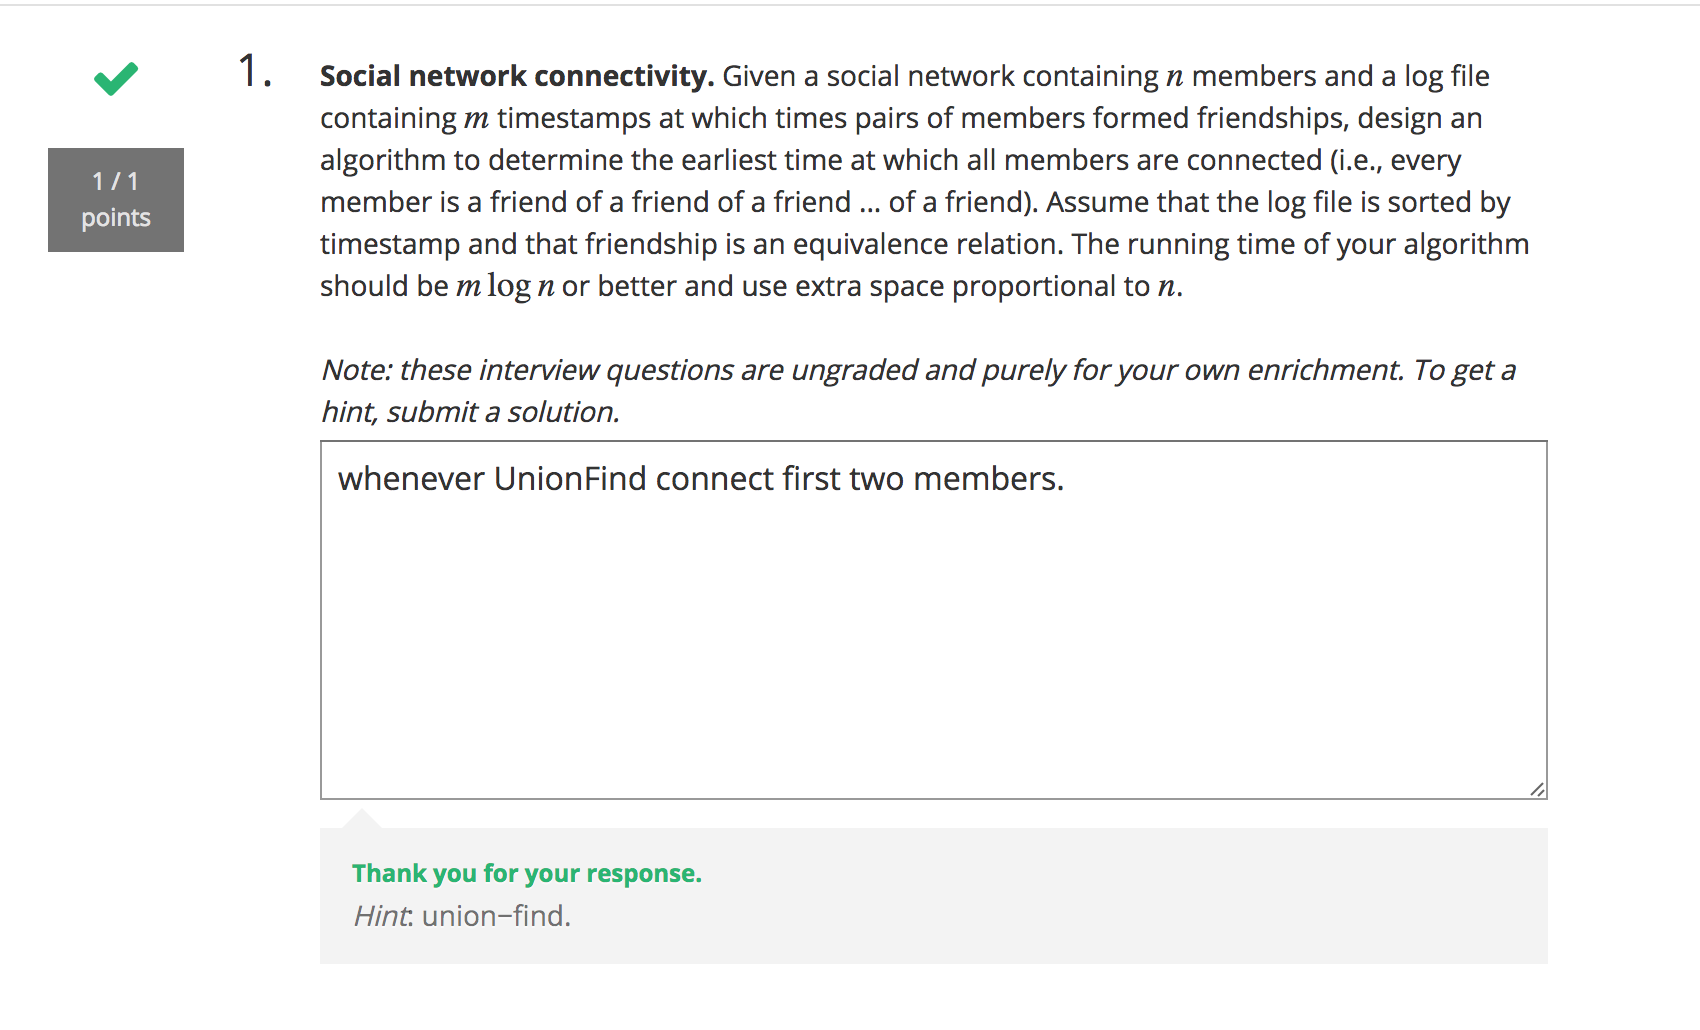 1 / 1
points
1.
Social network connectivity. Given a social network containing n members and a log file
containing m timestamps at which times pairs of members formed friendships, design an
algorithm to determine the earliest time at which all members are connected (i.e., every
member is a friend of a friend of a friend ... of a friend). Assume that the log file is sorted by
timestamp and that friendship is an equivalence relation. The running time of your algorithm
should be m log n or better and use extra space proportional to n.
Note: these interview questions are ungraded and purely for your own enrichment. To get a
hint, submit a solution.
whenever UnionFind connect first two members.
Thank you for your response.
Hint: union−find.